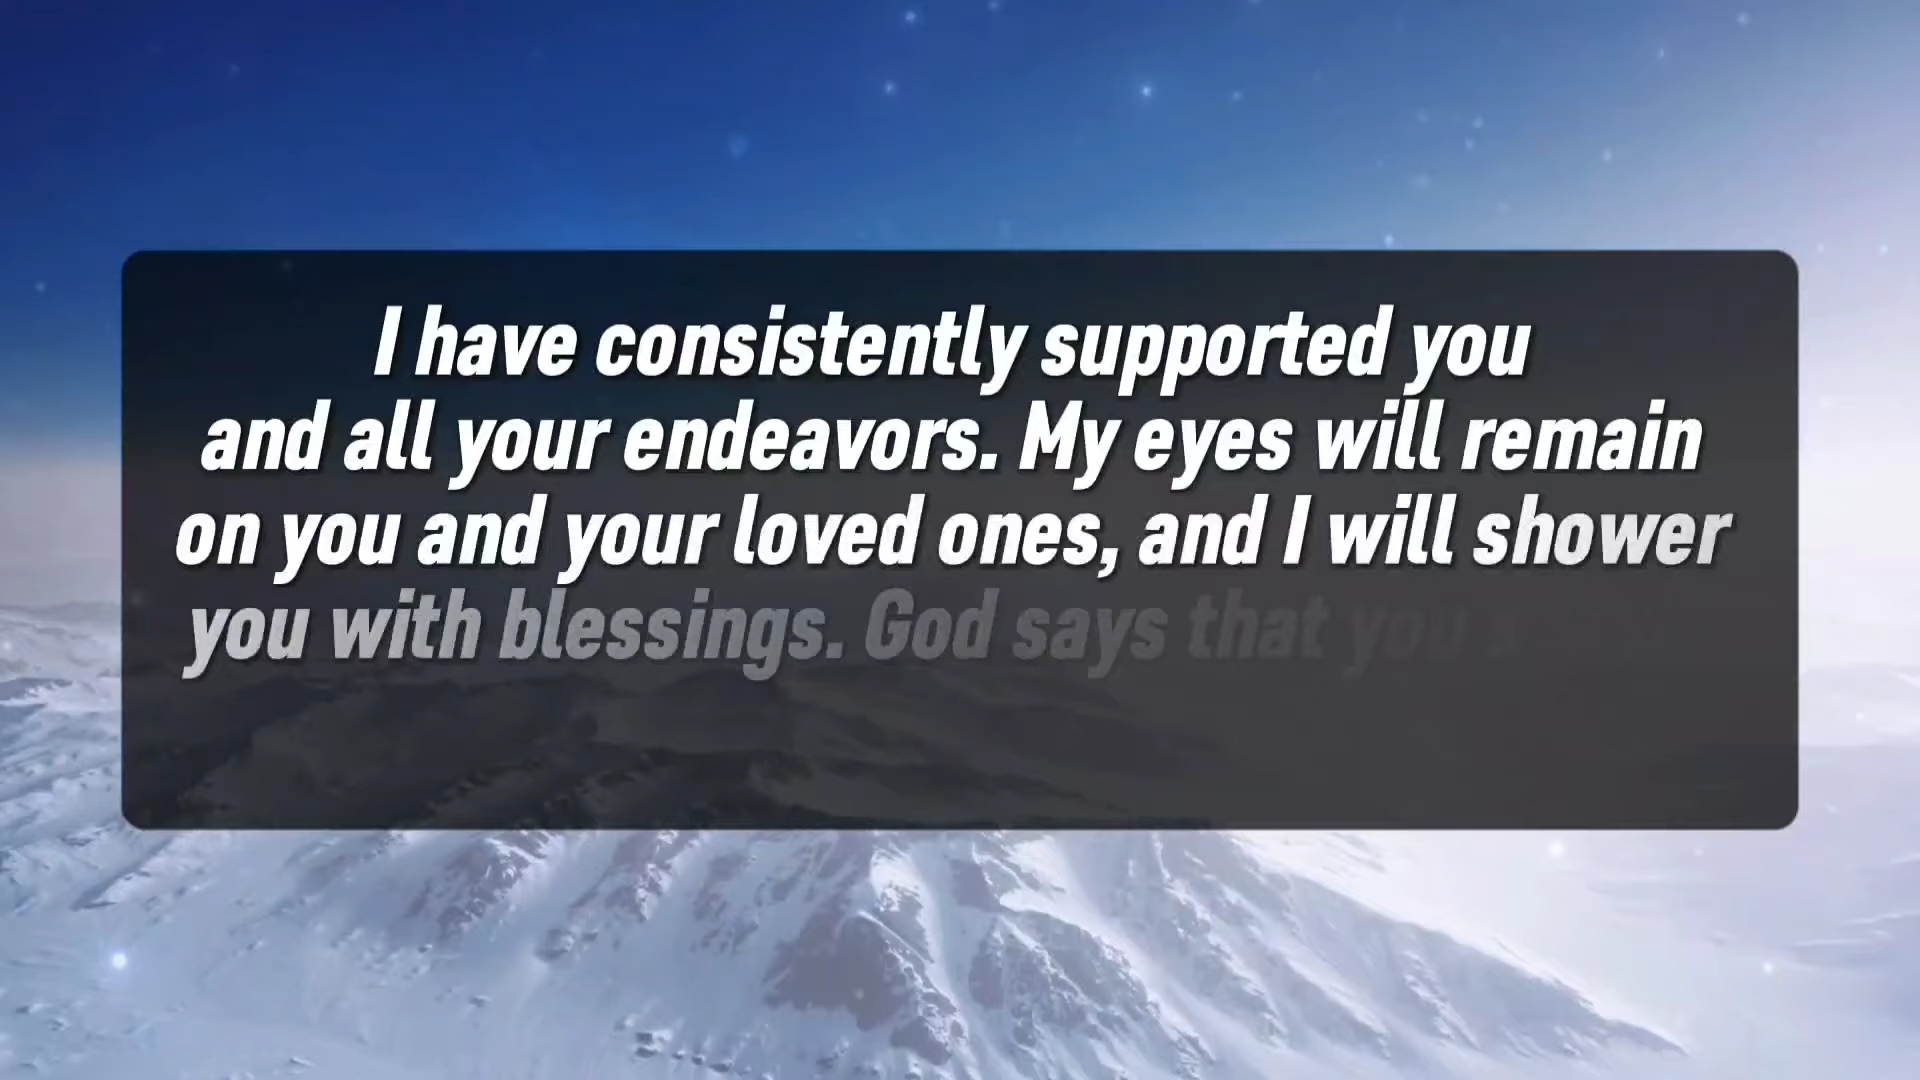 I have consistently supported you
and all your endeavors. My eyes will remain
on you and your loved ones, and I will shower
you with blessings. God says that you s